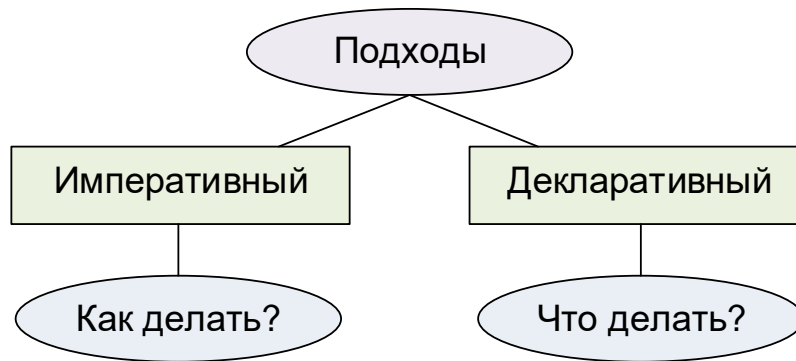 Подходы
Императивный
Декларативный
Как делать?
Что делать?